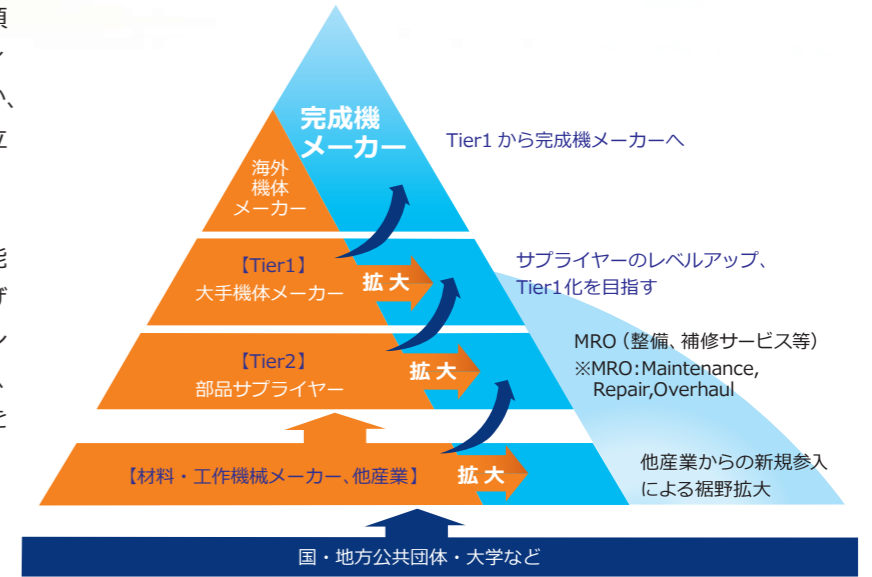 頃
い、
立
能
ン
、
を
完成機
メーカー
Tier1 から完成機メーカーへ
海外
機体
メーカー
【Tier1】
大手機体メーカー
拡 大
サプライヤーのレベルアップ、
Tier1化を目指す
【Tier2】
部品サプライヤー
拡 大
MRO（整備、補修サービス等）
※MRO：Maintenance,
Repair,Overhaul
【材料・工作機械メーカー、他産業】
拡 大
他産業からの新規参入
による裾野拡大
国・地方公共団体・大学など